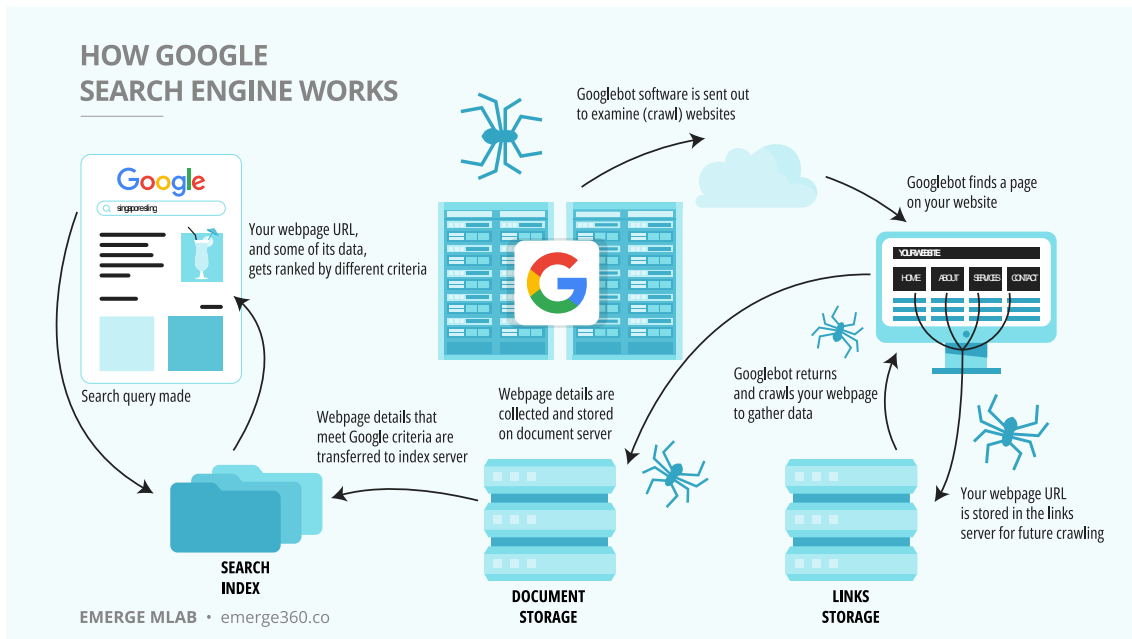 HOW GOOGLE
SEARCH ENGINE WORKS
Googlebot software is sent out
to examine (crawl) websites
Googlebot finds a page
on your website
Google
singapore sling
Your webpage URL,
and some of its data,
gets ranked by different criteria
G
YOUR WEBSITE
HOME
ABOUT
SERVICES
CONTACT
Search query made
Googlebot returns
and crawls your webpage
to gather data
Webpage details are
collected and stored
on document server
Webpage details that
meet Google criteria are
transferred to index server
Your webpage URL
is stored in the links
server for future crawling
SEARCH
INDEX
DOCUMENT
STORAGE
LINKS
STORAGE
EMERGE MLAB • emerge360.co